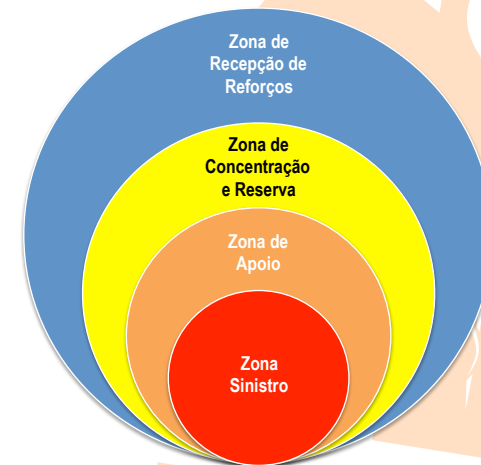 Zona de
Recepção de
Reforços
Zona de
Concentração
e Reserva
Zona de
Apoio
Zona
Sinistro